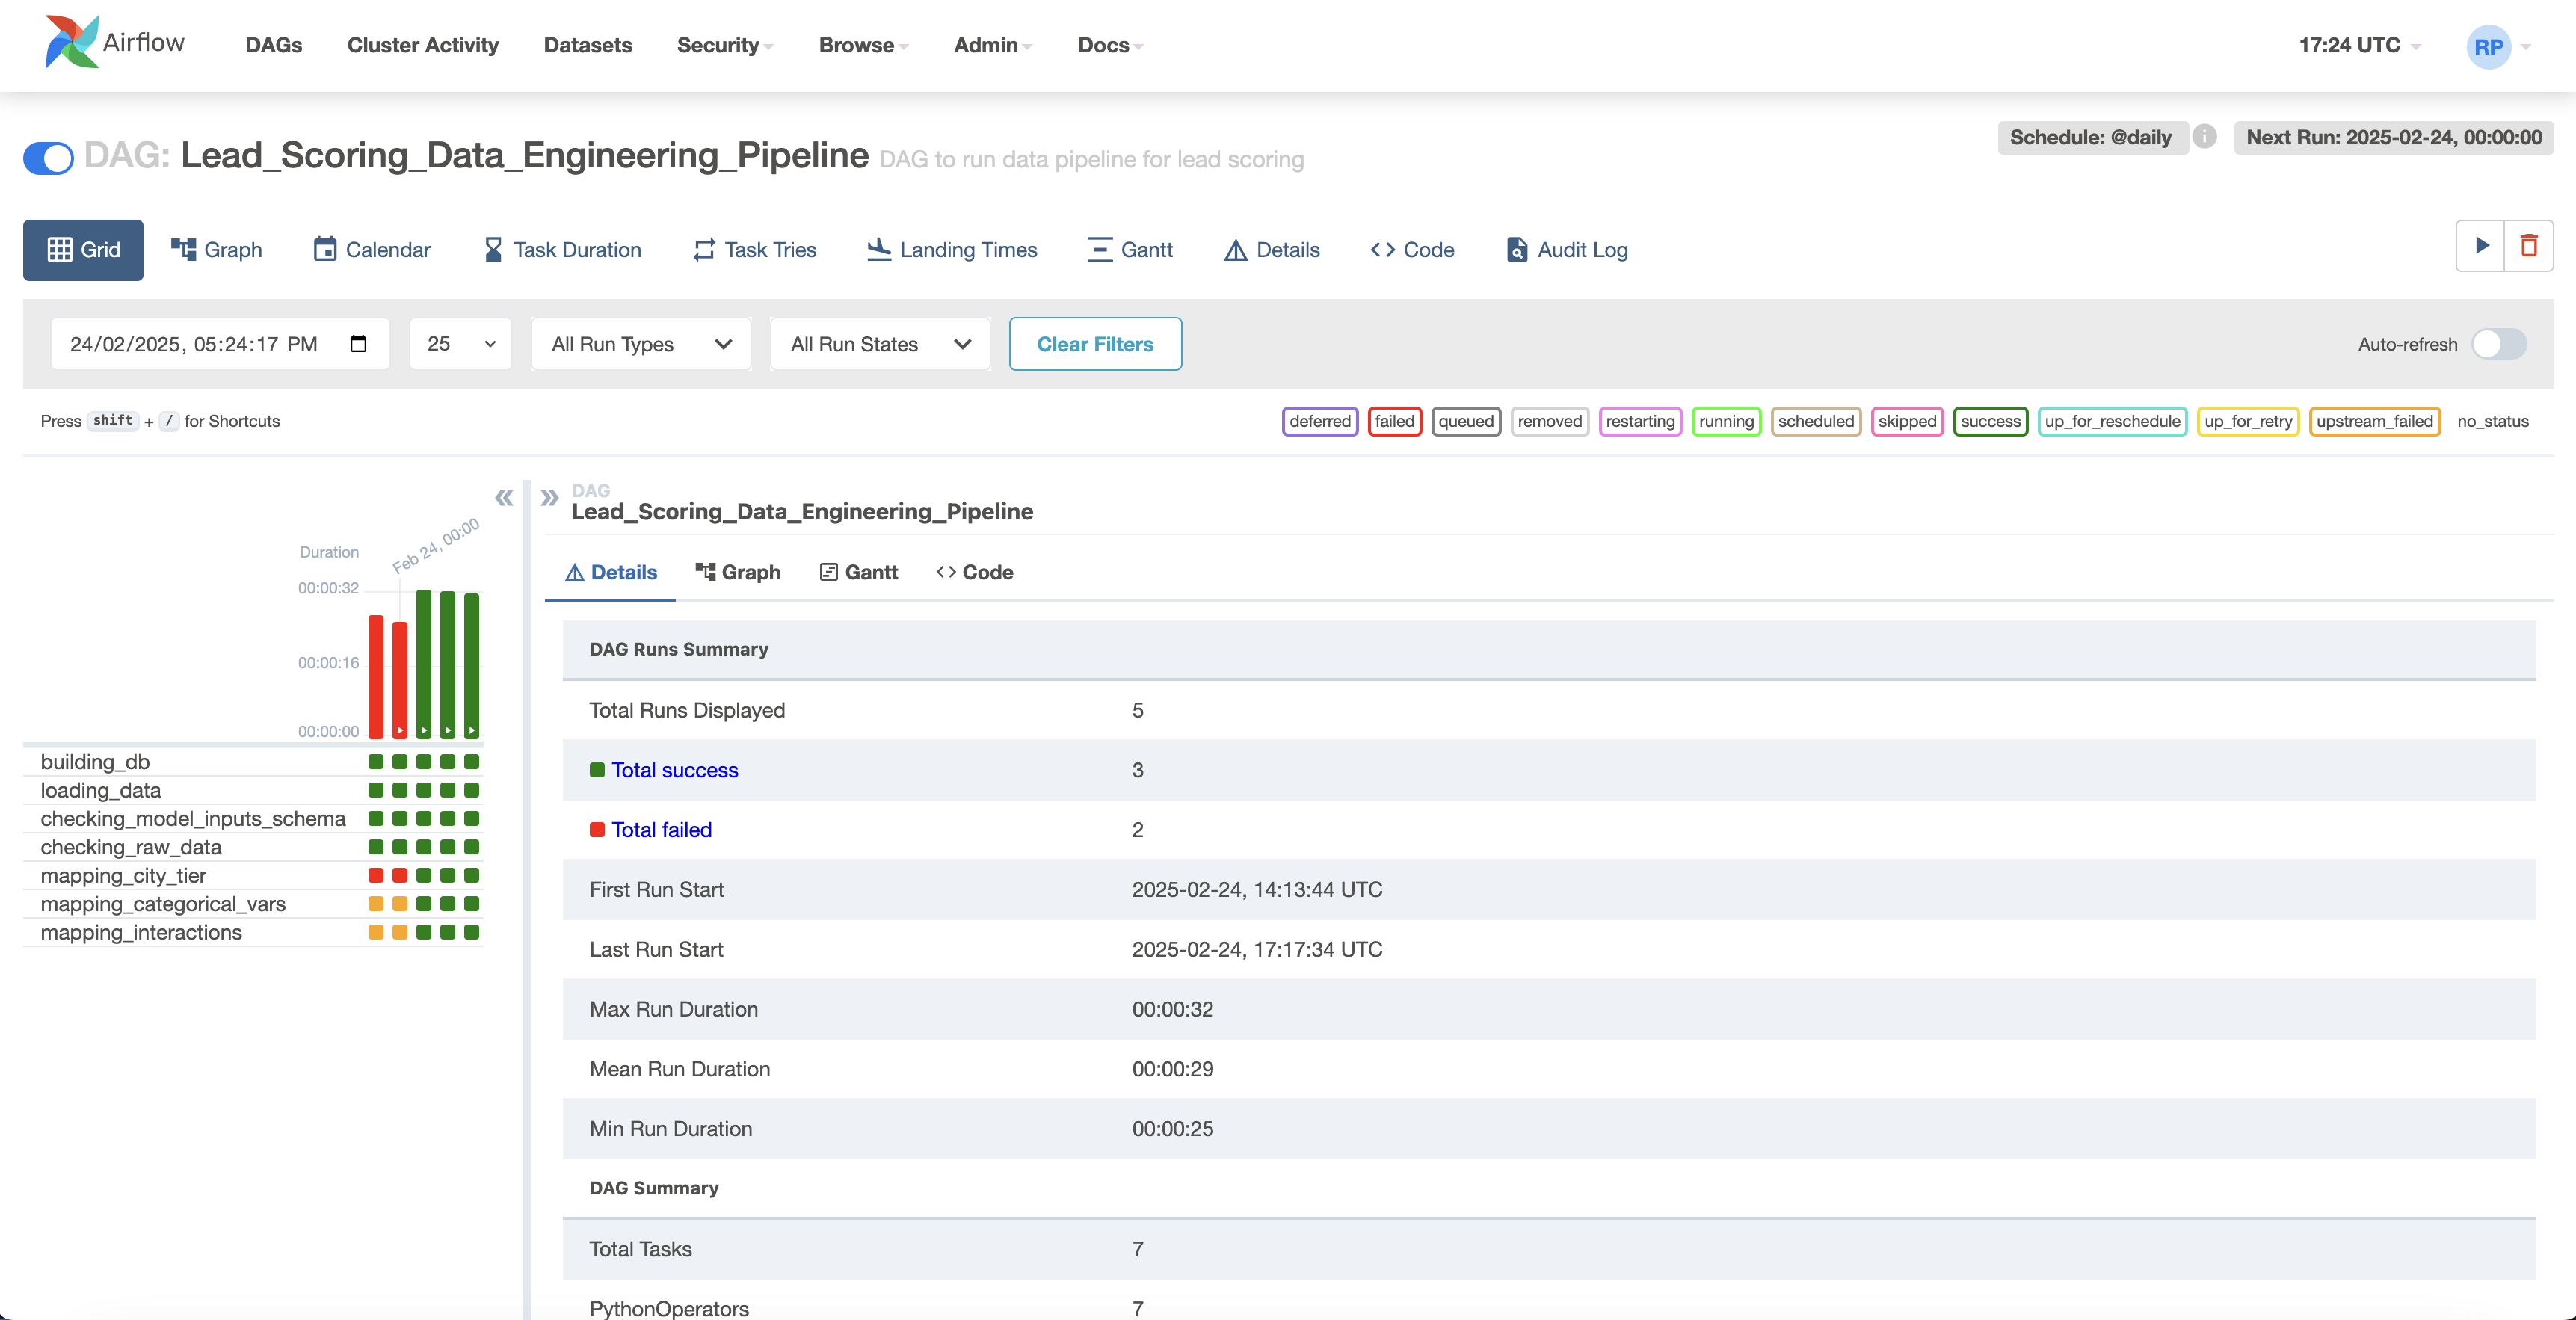 Airflow DAGs Cluster Activity Datasets Security Browse Admin Docs 17:24 UTC RP
DAG: Lead_Scoring_Data_Engineering_Pipeline DAG to run data pipeline for lead scoring Schedule: @daily i Next Run: 2025-02-24, 00:00:00
Grid Graph Calendar Task Duration Task Tries Landing Times Gantt Details Code Audit Log
24/02/2025, 05:24:17 PM 25 All Run Types All Run States Clear Filters Auto-refresh
Press shift + / for Shortcuts deferred failed queued removed restarting running scheduled skipped success up_for_reschedule up_for_retry upstream_failed no_status
Duration
Feb 24, 00:00
00:00:32
00:00:16
00:00:00
building_db
loading_data
checking_model_inputs_schema
checking_raw_data
mapping_city_tier
mapping_categorical_vars
mapping_interactions
DAG
Lead_Scoring_Data_Engineering_Pipeline
Details Graph Gantt Code
DAG Runs Summary
Total Runs Displayed 5
Total success 3
Total failed 2
First Run Start 2025-02-24, 14:13:44 UTC
Last Run Start 2025-02-24, 17:17:34 UTC
Max Run Duration 00:00:32
Mean Run Duration 00:00:29
Min Run Duration 00:00:25
DAG Summary
Total Tasks 7
PythonOperators 7